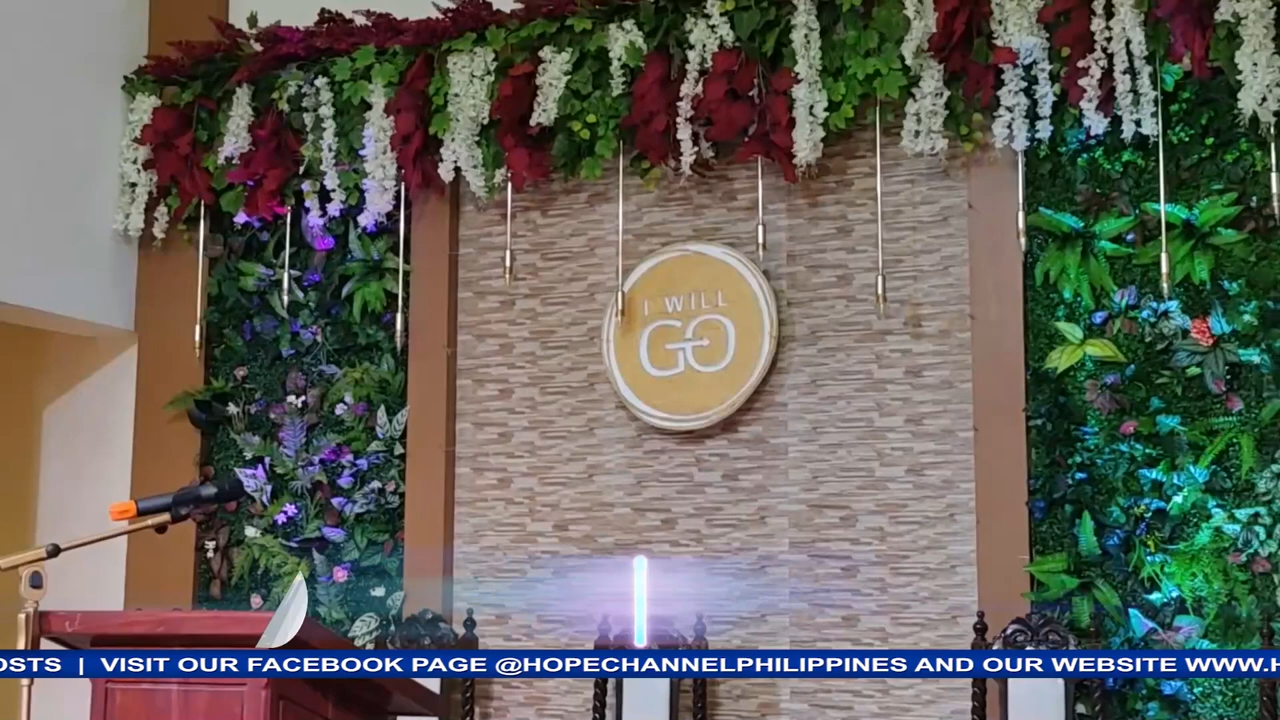 I WILL
GO
OSTS | VISIT OUR FACEBOOK PAGE @HOPECHANNELPHILIPPINES AND OUR WEBSITE WWW.H